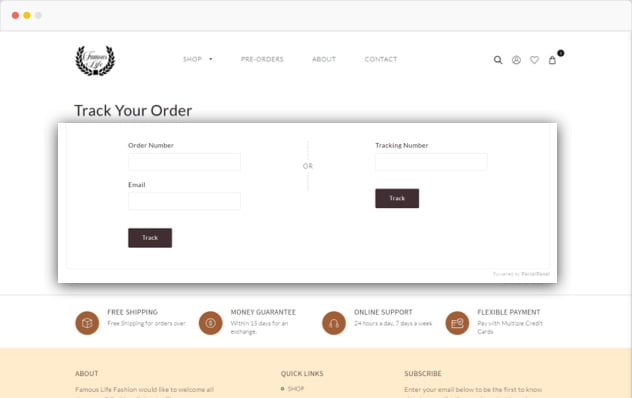 Famous
Life
SHOP
PRE-ORDERS
ABOUT
CONTACT
Track Your Order
Order Number
Email
Track
OR
Tracking Number
Track
Powered by ParcelPanel
FREE SHIPPING
Free Shipping for orders over
MONEY GUARANTEE
Within 15 days for an
exchange.
ONLINE SUPPORT
24 hours a day, 7 days a week
FLEXIBLE PAYMENT
Pay with Multiple Credit
Cards
ABOUT
Famous Life Fashion would like to welcome all
QUICK LINKS
SHOP
SUBSCRIBE
Enter your email below to be the first to know